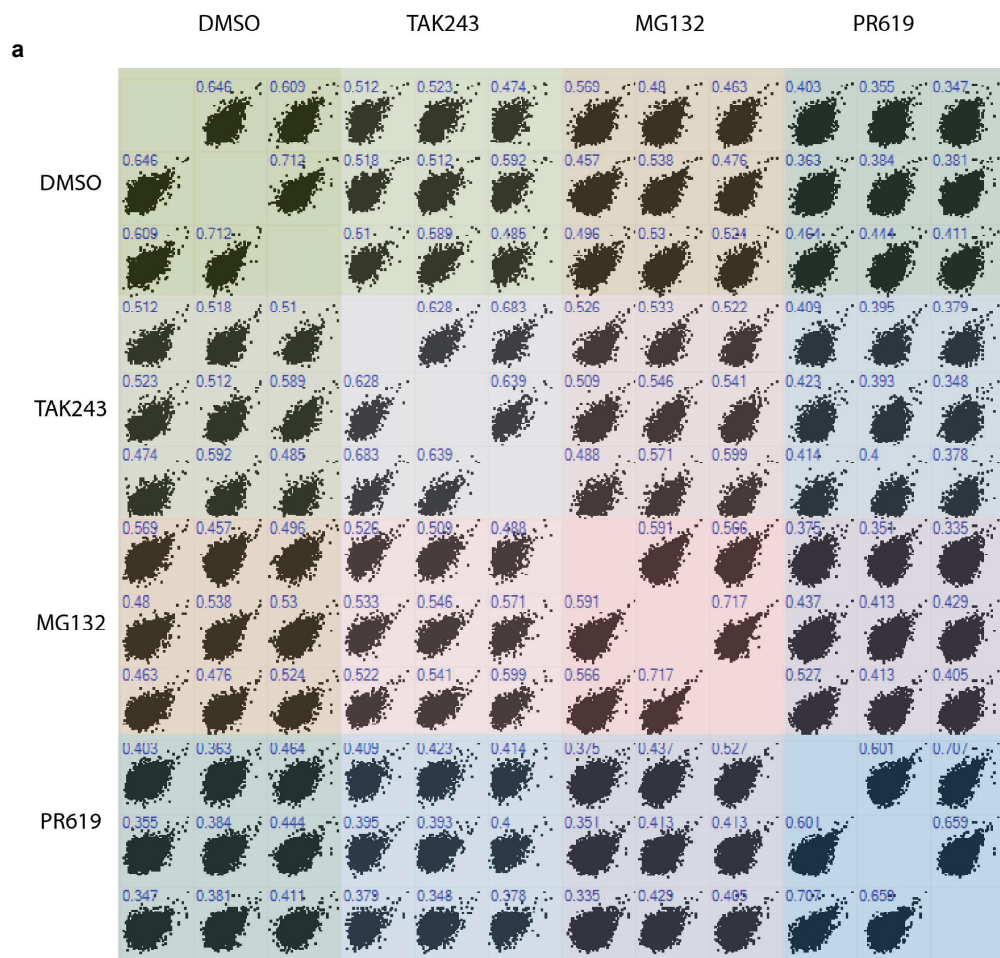 DMSO TAK243 MG132 PR619
a
0.646 0.609 0.512 0.523 0.474 0.569 0.48 0.463 0.403 0.355 0.347
0.646 0.712 0.518 0.512 0.592 0.457 0.538 0.476 0.363 0.384 0.381
DMSO
0.609 0.712 0.51 0.589 0.485 0.496 0.53 0.524 0.464 0.444 0.411
0.512 0.518 0.51 0.628 0.683 0.526 0.533 0.522 0.409 0.395 0.379
0.523 0.512 0.589 0.628 0.639 0.509 0.546 0.541 0.423 0.393 0.348
TAK243
0.474 0.592 0.485 0.683 0.639 0.488 0.571 0.599 0.414 0.4 0.378
0.569 0.457 0.496 0.526 0.509 0.488 0.591 0.566 0.375 0.351 0.335
0.48 0.538 0.53 0.533 0.546 0.571 0.591 0.717 0.437 0.413 0.429
MG132
0.463 0.476 0.524 0.522 0.541 0.599 0.566 0.717 0.527 0.413 0.405
0.403 0.363 0.464 0.409 0.423 0.414 0.375 0.437 0.527 0.601 0.707
0.355 0.384 0.444 0.395 0.393 0.4 0.351 0.413 0.413 0.601 0.659
PR619
0.347 0.381 0.411 0.379 0.348 0.378 0.335 0.429 0.405 0.707 0.659